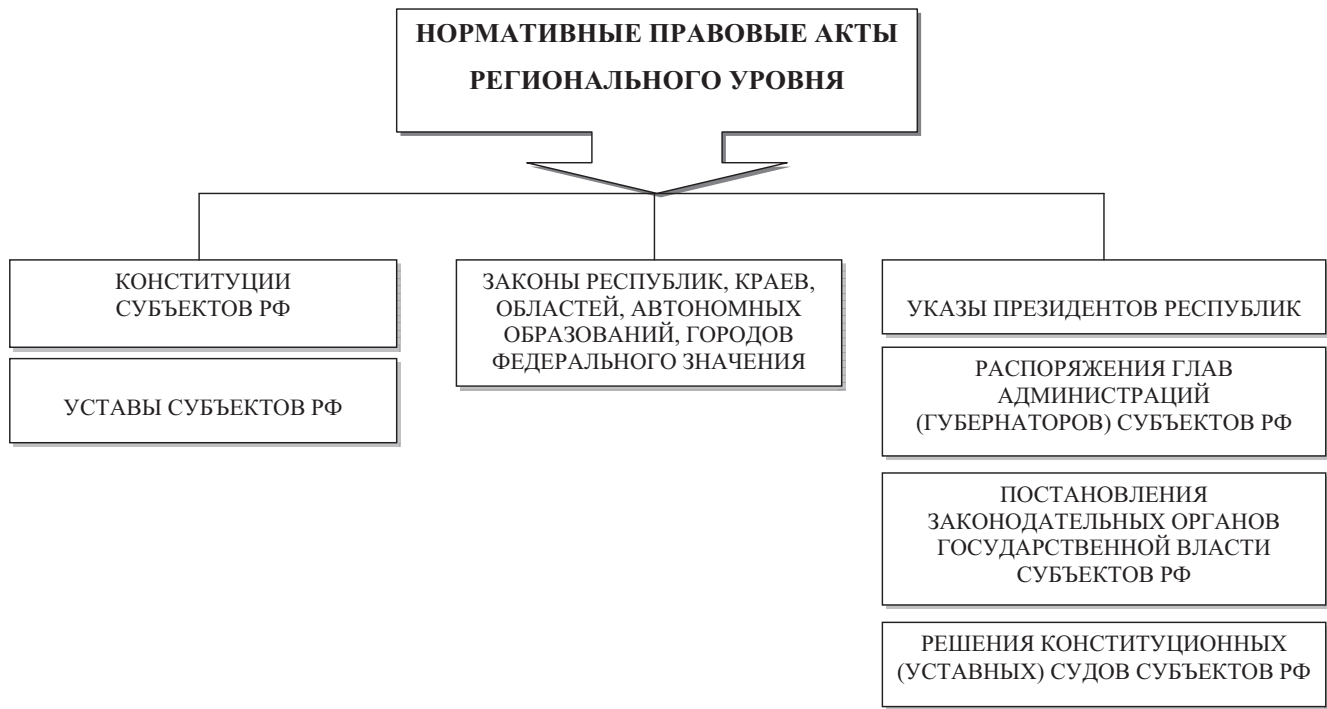 НОРМАТИВНЫЕ ПРАВОВЫЕ АКТЫ
РЕГИОНАЛЬНОГО УРОВНЯ
КОНСТИТУЦИИ
СУБЪЕКТОВ РФ
УСТАВЫ СУБЪЕКТОВ РФ
ЗАКОНЫ РЕСПУБЛИК, КРАЕВ,
ОБЛАСТЕЙ, АВТОНОМНЫХ
ОБРАЗОВАНИЙ, ГОРОДОВ
ФЕДЕРАЛЬНОГО ЗНАЧЕНИЯ
УКАЗЫ ПРЕЗИДЕНТОВ РЕСПУБЛИК
РАСПОРЯЖЕНИЯ ГЛАВ
АДМИНИСТРАЦИЙ
(ГУБЕРНАТОРОВ) СУБЪЕКТОВ РФ
ПОСТАНОВЛЕНИЯ
ЗАКОНОДАТЕЛЬНЫХ ОРГАНОВ
ГОСУДАРСТВЕННОЙ ВЛАСТИ
СУБЪЕКТОВ РФ
РЕШЕНИЯ КОНСТИТУЦИОННЫХ
(УСТАВНЫХ) СУДОВ СУБЪЕКТОВ РФ